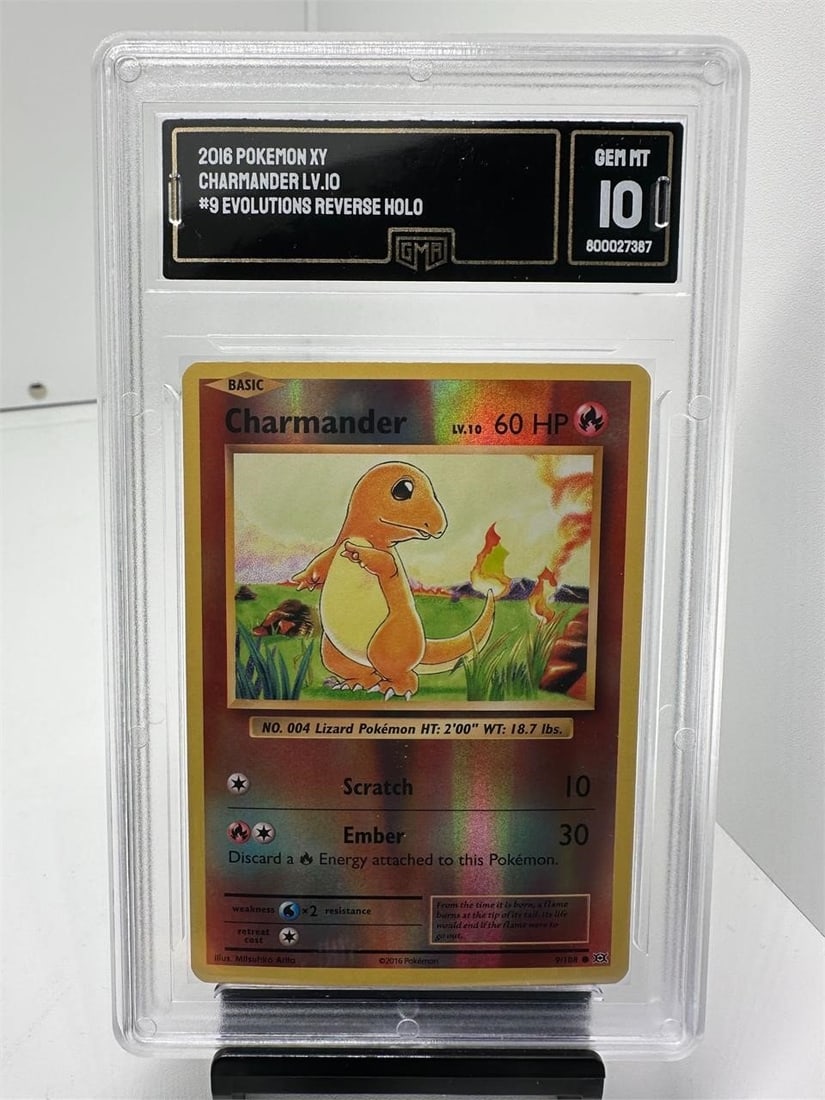 2016 POKEMON XY
CHARMANDER LV.10
#9 EVOLUTIONS REVERSE HOLO
GEM MT
10
800027387
GMA
BASIC
Charmander LV.10 60 HP
NO. 004 Lizard Pokémon HT: 2'00" WT: 18.7 lbs.
Scratch 10
Ember 30
Discard a Energy attached to this Pokémon.
weakness ×2 resistance
retreat
cost
From the time it is born, a flame
burns at the tip of its tail. Its life
would end if the flame were to
go out.
Illus. Mitsuhiro Arita
©2016 Pokémon
9/108